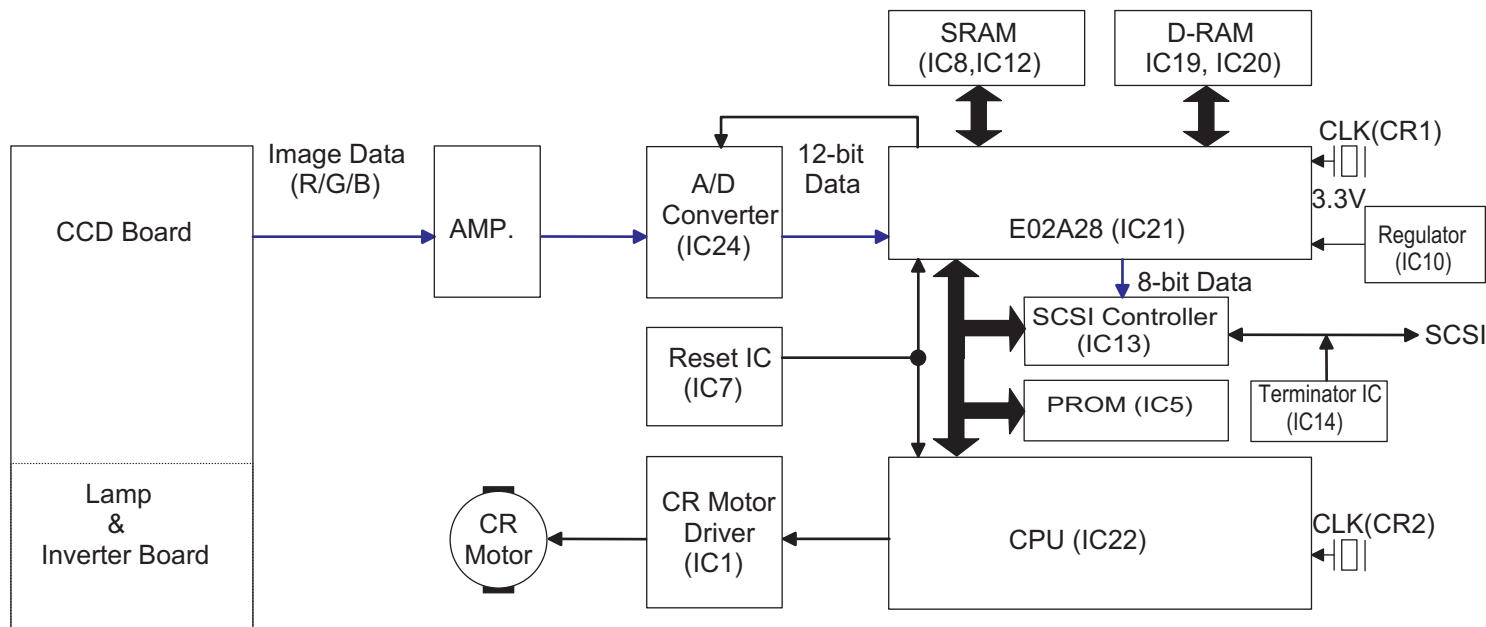 SRAM
(IC8,IC12)
D-RAM
IC19, IC20)
CLK(CR1)
Image Data
(R/G/B)
12-bit
Data
A/D
Converter
(IC24)
3.3V
CCD Board
AMP.
E02A28 (IC21)
Regulator
(IC10)
8-bit Data
SCSI Controller
(IC13)
SCSI
Reset IC
(IC7)
PROM (IC5)
Terminator IC
(IC14)
Lamp
&
Inverter Board
CR
Motor
CR Motor
Driver
(IC1)
CPU (IC22)
CLK(CR2)